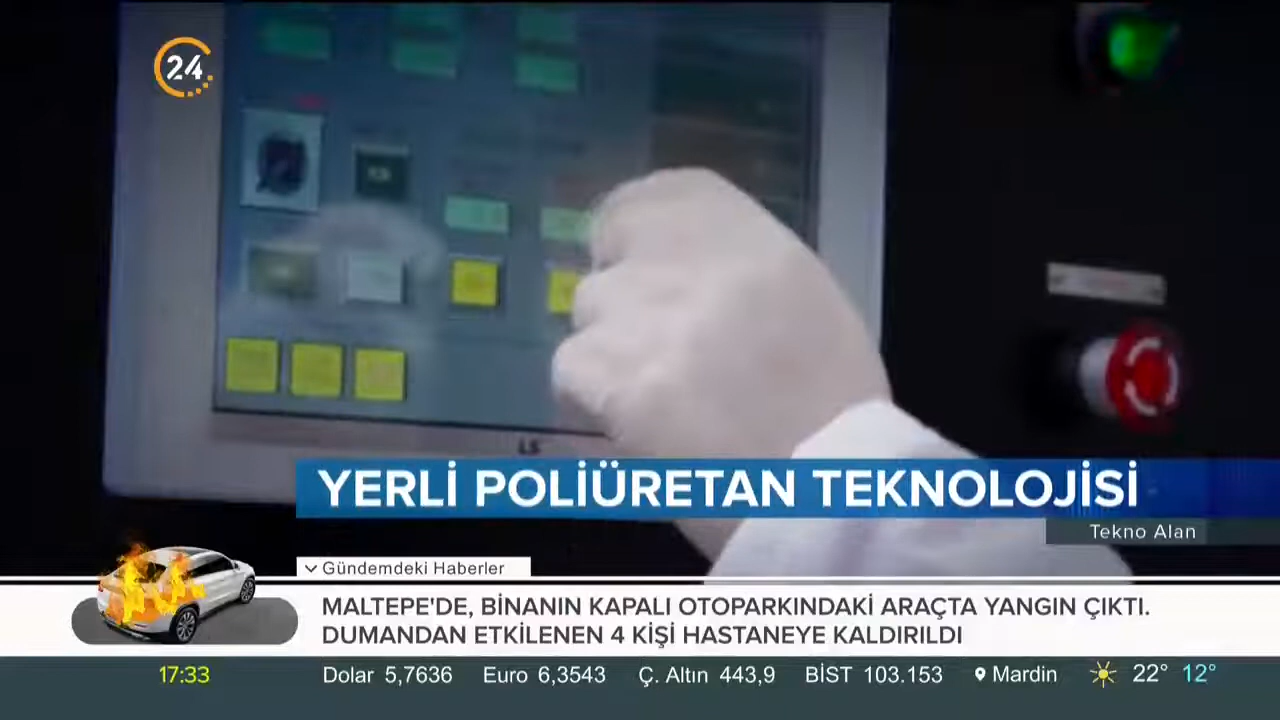 24
LS
YERLİ POLİÜRETAN TEKNOLOJİSİ
Tekno Alan
Gündemdeki Haberler
MALTEPE'DE, BİNANIN KAPALI OTOPARKINDAKİ ARAÇTA YANGIN ÇIKTI.
DUMANDAN ETKİLENEN 4 KİŞİ HASTANEYE KALDIRILDI
17:33 Dolar 5,7636 Euro 6,3543 Ç. Altın 443,9 BİST 103.153 Mardin 22° 12°